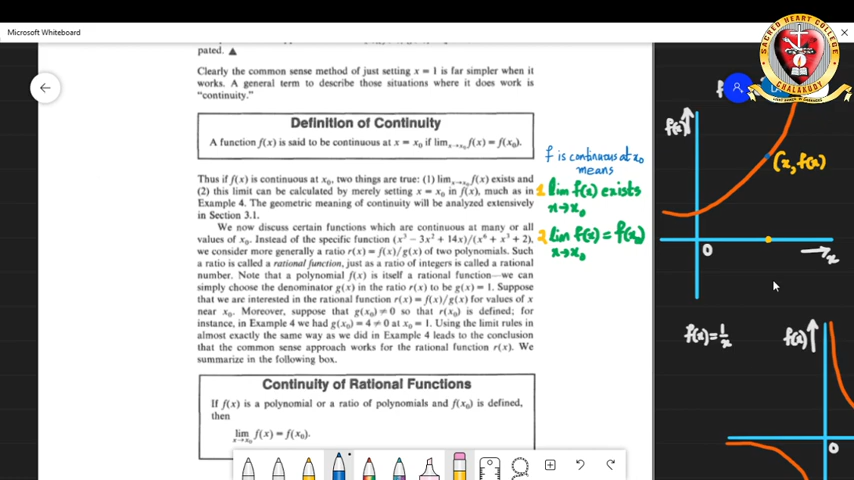 Microsoft Whiteboard
pated. ▲
Clearly the common sense method of just setting x = 1 is far simpler when it
works. A general term to describe those situations where it does work is
"continuity."
Definition of Continuity
A function f(x) is said to be continuous at x = x₀ if limₓ→ₓ₀ f(x) = f(x₀).
Thus if f(x) is continuous at x₀, two things are true: (1) limₓ→ₓ₀ f(x) exists and
(2) this limit can be calculated by merely setting x = x₀ in f(x), much as in
Example 4. The geometric meaning of continuity will be analyzed extensively
in Section 3.1.
We now discuss certain functions which are continuous at many or all
values of x₀. Instead of the specific function (x³ − 3x² + 14x)/(x⁶ + x³ + 2),
we consider more generally a ratio r(x) = f(x)/g(x) of two polynomials. Such
a ratio is called a rational function, just as a ratio of integers is called a rational
number. Note that a polynomial f(x) is itself a rational function—we can
simply choose the denominator g(x) in the ratio r(x) to be g(x) = 1. Suppose
that we are interested in the rational function r(x) = f(x)/g(x) for values of x
near x₀. Moreover, suppose that g(x₀) ≠ 0 so that r(x₀) is defined; for
instance, in Example 4 we had g(x₀) = 4 ≠ 0 at x₀ = 1. Using the limit rules in
almost exactly the same way as we did in Example 4 leads to the conclusion
that the common sense approach works for the rational function r(x). We
summarize in the following box.
Continuity of Rational Functions
If f(x) is a polynomial or a ratio of polynomials and f(x₀) is defined,
then
lim f(x) = f(x₀).
x→x₀
f is continuous at x₀
means
1. lim f(x) exists
x→x₀
2. lim f(x) = f(x₀)
x→x₀
f(x)
(x, f(x))
0
x
f(x) = 1/x
f(x)
0
SACRED HEART COLLEGE
CHALAKUDY